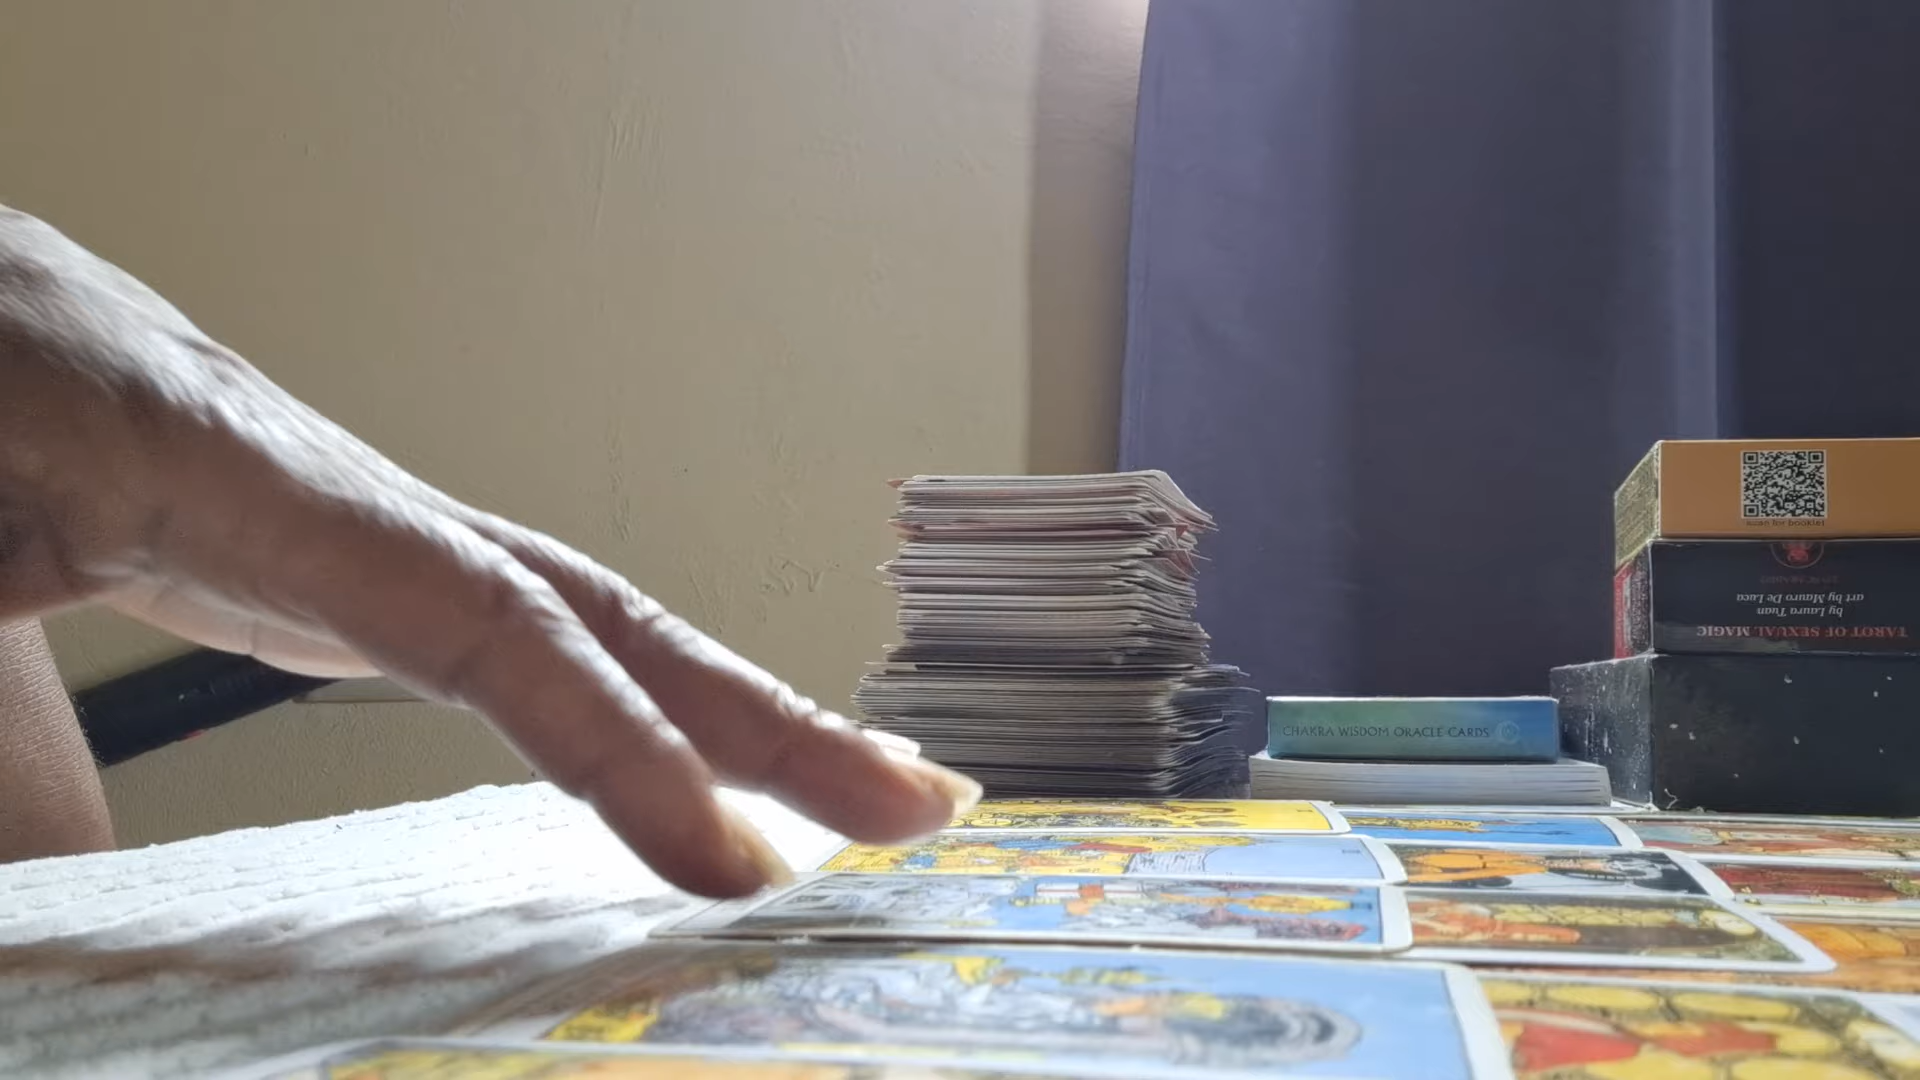 scan for booklet
TAROT OF SEXUAL MAGIC
by Laura Tuan
art by Mauro De Luca
CHAKRA WISDOM ORACLE CARDS